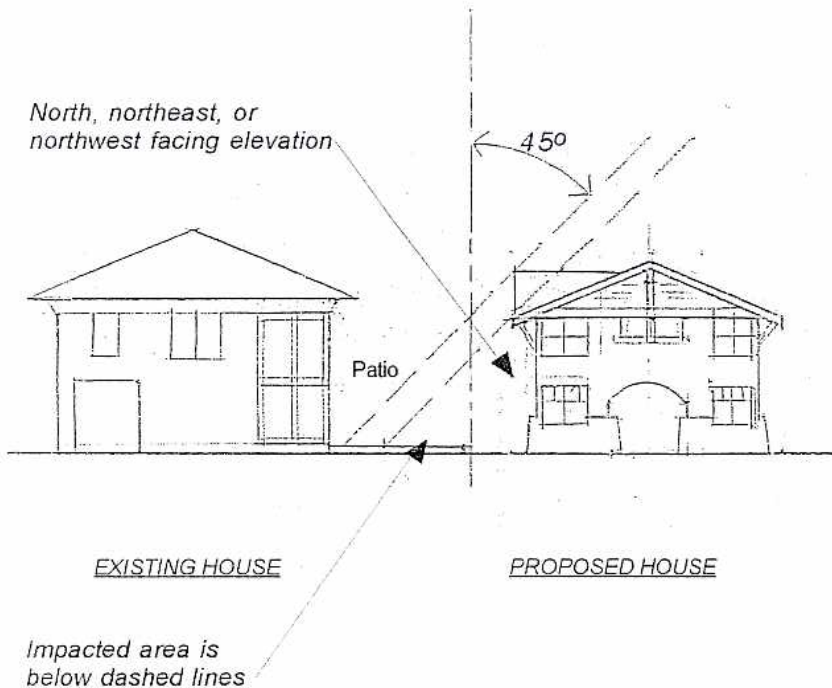 North, northeast, or
northwest facing elevation
45º
Patio
EXISTING HOUSE
PROPOSED HOUSE
Impacted area is
below dashed lines